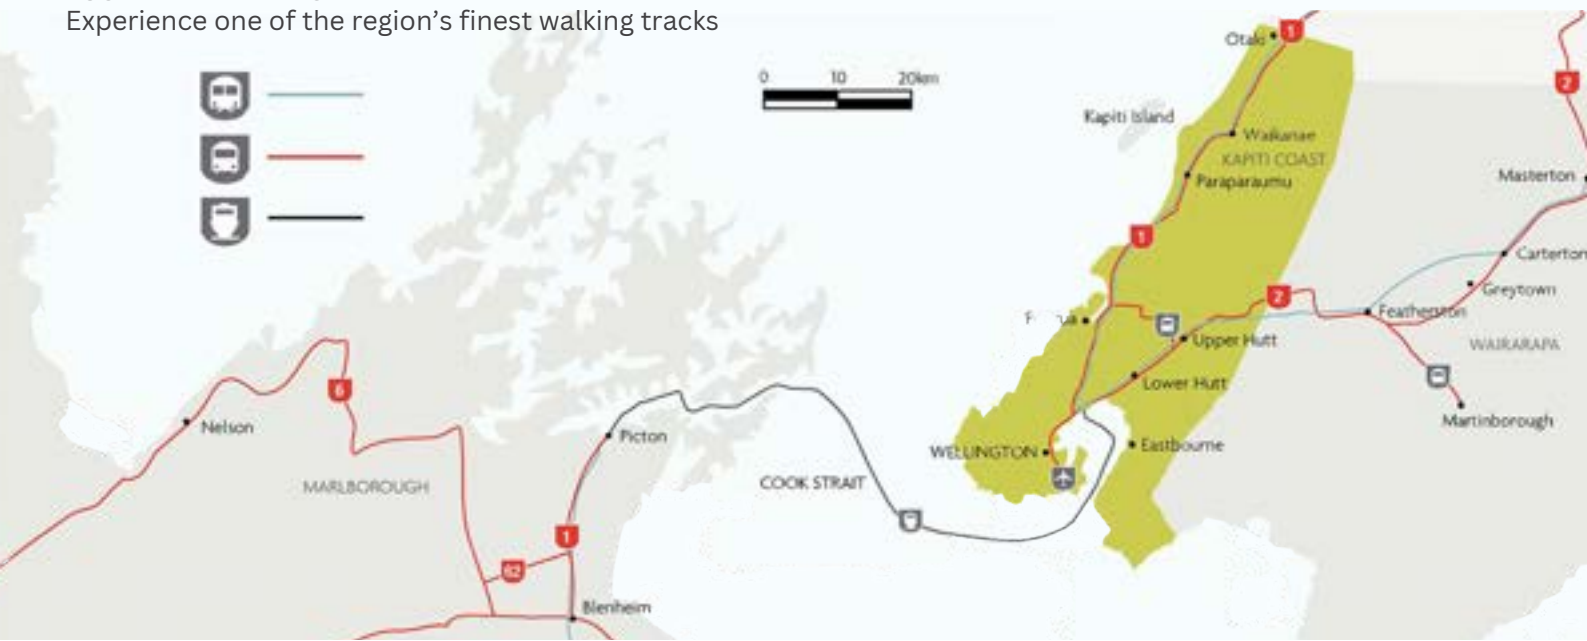 Experience one of the region’s finest walking tracks
0 10 20km
Otaki
1
2
Kapiti Island
Waikanae
KAPITI COAST
Paraparaumu
Masterton
1
Carterton
2
Greytown
Featherston
Upper Hutt
WAIRARAPA
6
Lower Hutt
Nelson
Picton
Martinborough
WELLINGTON
Eastbourne
MARLBOROUGH
COOK STRAIT
1
62
Blenheim